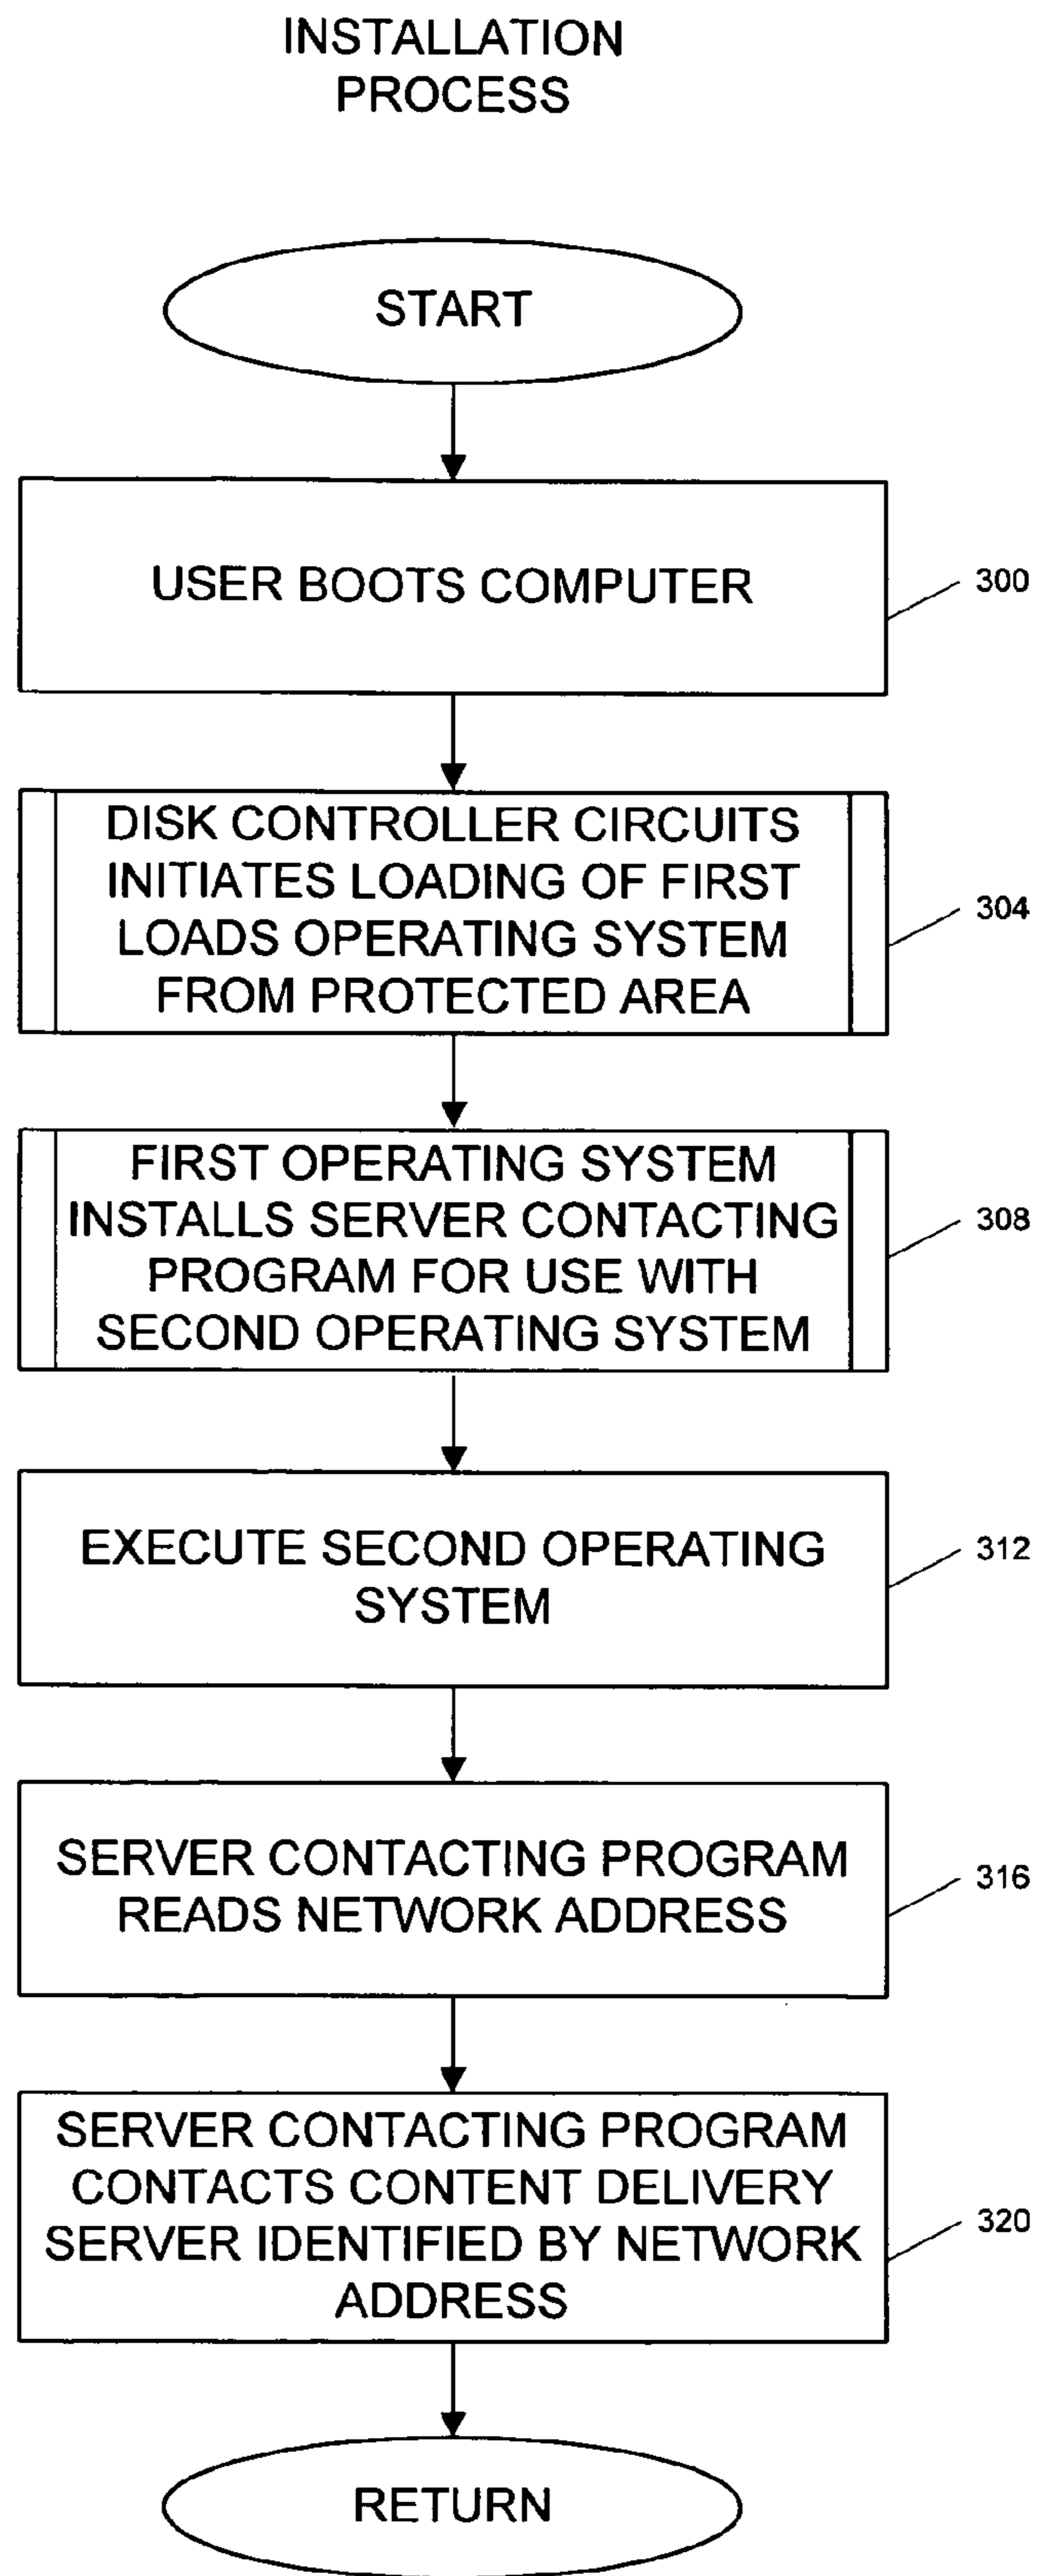 INSTALLATION
PROCESS
START
USER BOOTS COMPUTER
300
DISK CONTROLLER CIRCUITS
INITIATES LOADING OF FIRST
LOADS OPERATING SYSTEM
FROM PROTECTED AREA
304
FIRST OPERATING SYSTEM
INSTALLS SERVER CONTACTING
PROGRAM FOR USE WITH
SECOND OPERATING SYSTEM
308
EXECUTE SECOND OPERATING
SYSTEM
312
SERVER CONTACTING PROGRAM
READS NETWORK ADDRESS
316
SERVER CONTACTING PROGRAM
CONTACTS CONTENT DELIVERY
SERVER IDENTIFIED BY NETWORK
ADDRESS
320
RETURN